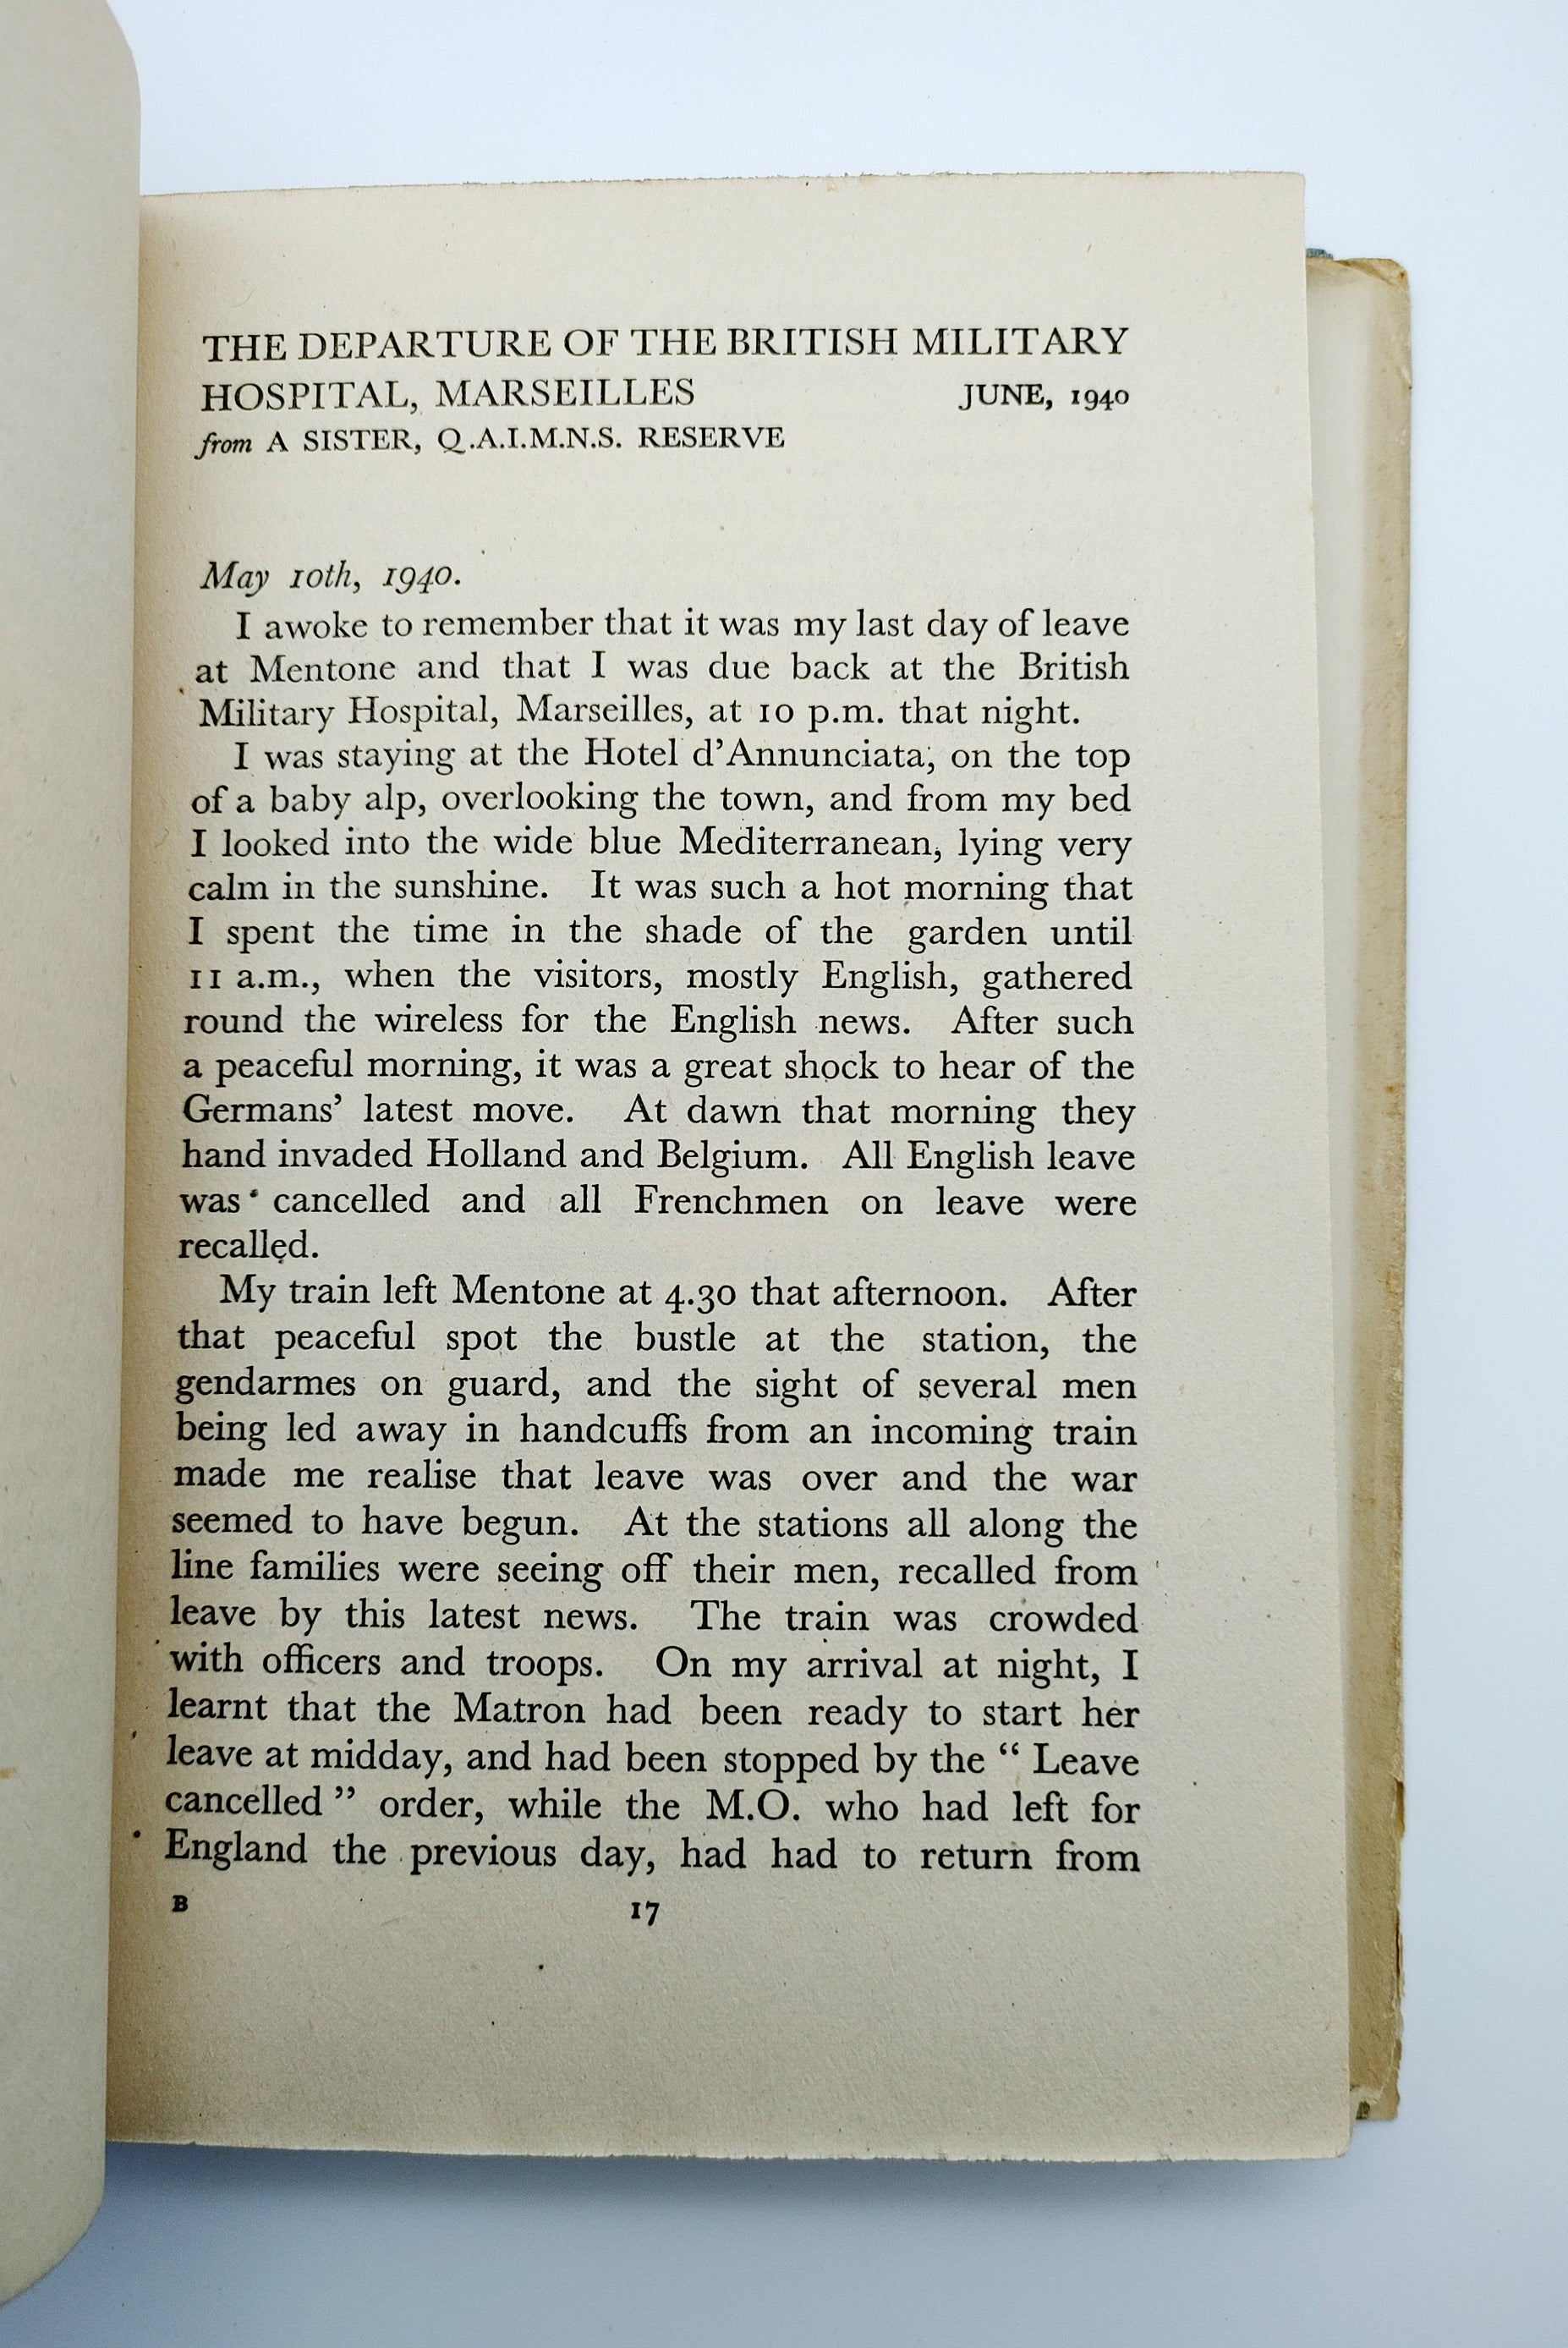 THE DEPARTURE OF THE BRITISH MILITARY
HOSPITAL, MARSEILLES JUNE, 1940
from A SISTER, Q.A.I.M.N.S. RESERVE
May 10th, 1940.
I awoke to remember that it was my last day of leave
at Mentone and that I was due back at the British
Military Hospital, Marseilles, at 10 p.m. that night.
I was staying at the Hotel d'Annunciata, on the top
of a baby alp, overlooking the town, and from my bed
I looked into the wide blue Mediterranean, lying very
calm in the sunshine. It was such a hot morning that
I spent the time in the shade of the garden until
11 a.m., when the visitors, mostly English, gathered
round the wireless for the English news. After such
a peaceful morning, it was a great shock to hear of the
Germans' latest move. At dawn that morning they
hand invaded Holland and Belgium. All English leave
was cancelled and all Frenchmen on leave were
recalled.
My train left Mentone at 4.30 that afternoon. After
that peaceful spot the bustle at the station, the
gendarmes on guard, and the sight of several men
being led away in handcuffs from an incoming train
made me realise that leave was over and the war
seemed to have begun. At the stations all along the
line families were seeing off their men, recalled from
leave by this latest news. The train was crowded
with officers and troops. On my arrival at night, I
learnt that the Matron had been ready to start her
leave at midday, and had been stopped by the “ Leave
cancelled ” order, while the M.O. who had left for
England the previous day, had had to return from
B 17